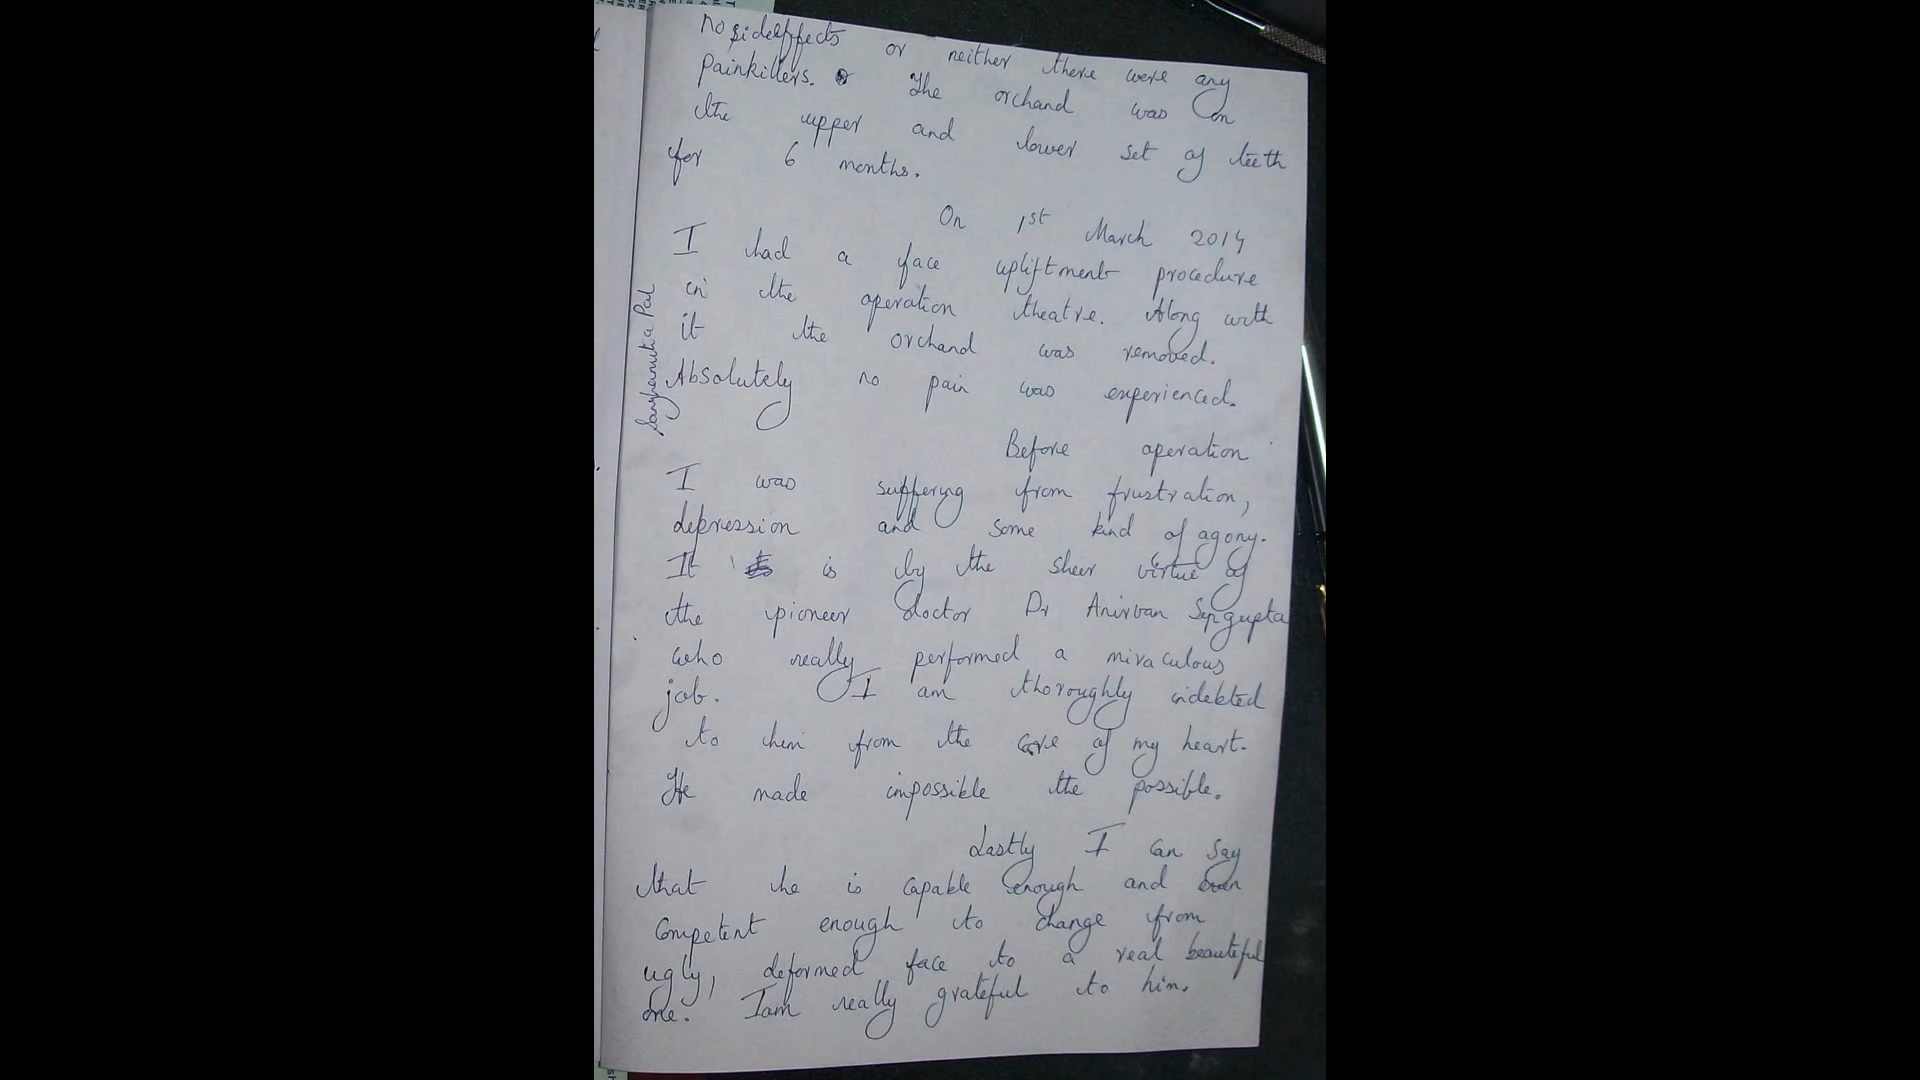 no sideeffects or neither there were any
painkillers. The orchand was on
the upper and lower set of teeth
for 6 months.
On 1st March 2014
I had a face upliftment procedure
in the operation theatre. Along with
it the orchand was removed.
Absolutely no pain was experienced.
Before operation
I was suffering from frustration,
depression and some kind of agony.
It is by the sheer virtue of
the pioneer doctor Dr Anirban Sengupta
who really performed a miraculous
job. I am thoroughly indebted
to him from the core of my heart.
He made impossible the possible.
Lastly I can say
that he is capable enough and even
competent enough to change from
ugly, deformed face to a real beautiful
one. Iam really grateful to him.
Sanghamitra Pal